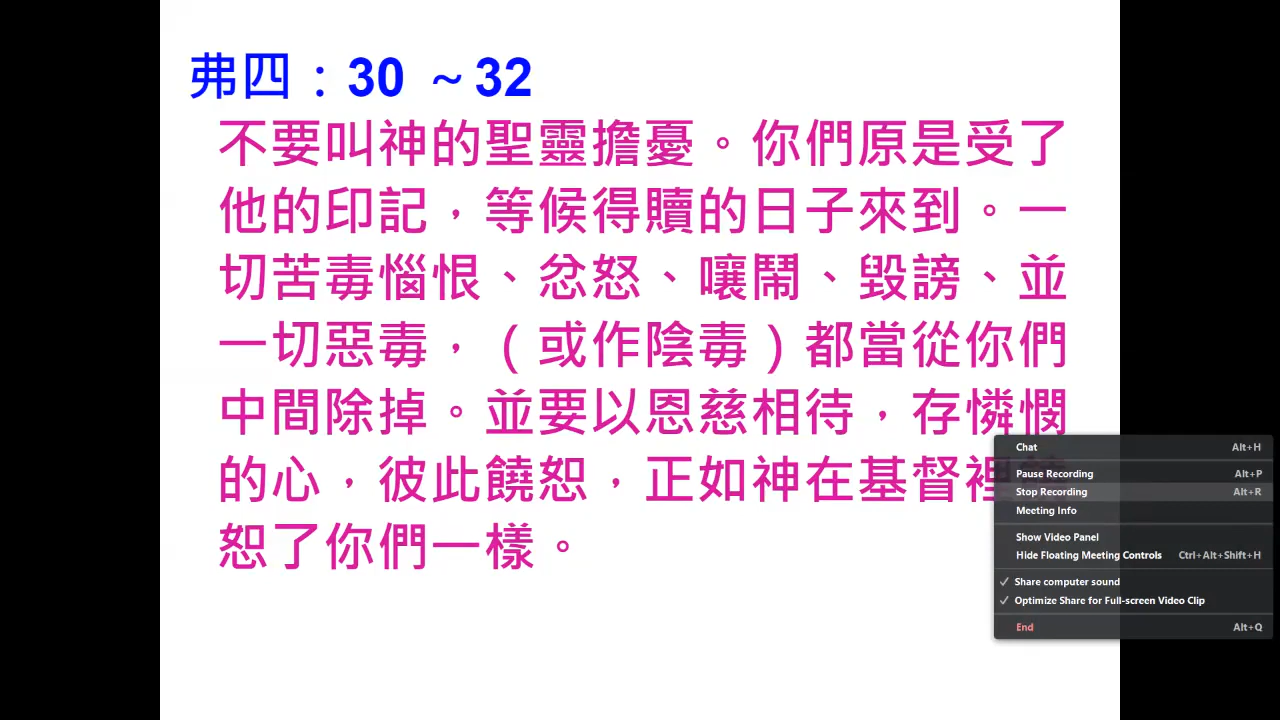 弗四：30 ～32
不要叫神的聖靈擔憂。你們原是受了
他的印記，等候得贖的日子來到。一
切苦毒惱恨、忿怒、嚷鬧、毀謗、並
一切惡毒，（或作陰毒）都當從你們
中間除掉。並要以恩慈相待，存憐憫
的心，彼此饒恕，正如神在基督裡
恕了你們一樣。
Chat Alt+H
Pause Recording Alt+P
Stop Recording Alt+R
Meeting Info
Show Video Panel
Hide Floating Meeting Controls Ctrl+Alt+Shift+H
✓ Share computer sound
✓ Optimize Share for Full-screen Video Clip
End Alt+Q